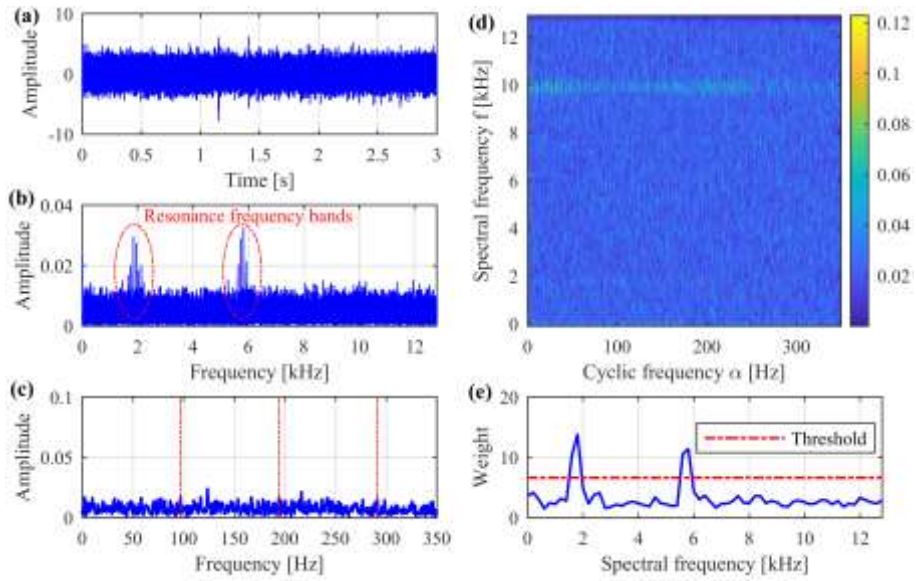 (a)
10
0
-10
Amplitude
0 0.5 1 1.5 2 2.5 3
Time [s]
(b)
0.04
0.02
0
Amplitude
Resonance frequency bands
0 2 4 6 8 10 12
Frequency [kHz]
(c)
0.1
0.05
0
Amplitude
0 50 100 150 200 250 300 350
Frequency [Hz]
(d)
12
10
8
6
4
2
0
Spectral frequency f [kHz]
0 100 200 300
Cyclic frequency α [Hz]
0.12
0.1
0.08
0.06
0.04
0.02
(e)
20
10
0
Weight
Threshold
0 2 4 6 8 10 12
Spectral frequency [kHz]